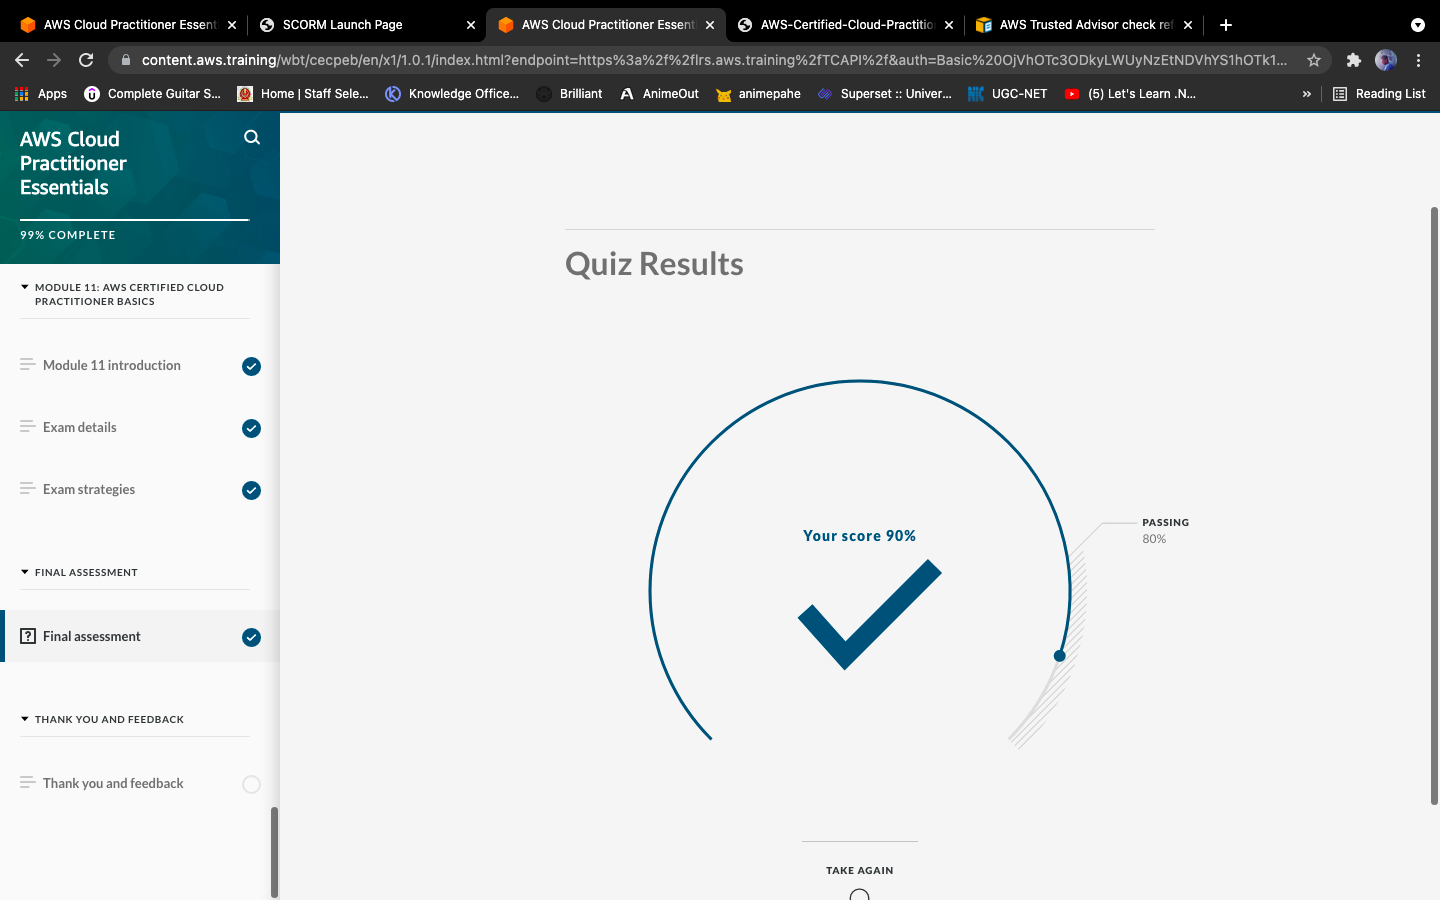 AWS Cloud Practitioner Essent
SCORM Launch Page
AWS Cloud Practitioner Essent
AWS-Certified-Cloud-Practitio
AWS Trusted Advisor check ref
content.aws.training/wbt/cecpeb/en/x1/1.0.1/index.html?endpoint=https%3a%2f%2flrs.aws.training%2fTCAPI%2f&auth=Basic%20OjVhOTc3ODkyLWUyNzEtNDVhYS1hOTk1...
Apps
Complete Guitar S...
Home | Staff Sele...
Knowledge Office...
Brilliant
AnimeOut
animepahe
Superset :: Univer...
UGC-NET
(5) Let's Learn .N...
»
Reading List
AWS Cloud
Practitioner
Essentials
99% COMPLETE
MODULE 11: AWS CERTIFIED CLOUD
PRACTITIONER BASICS
Module 11 introduction
Exam details
Exam strategies
FINAL ASSESSMENT
Final assessment
THANK YOU AND FEEDBACK
Thank you and feedback
Quiz Results
Your score 90%
PASSING
80%
TAKE AGAIN